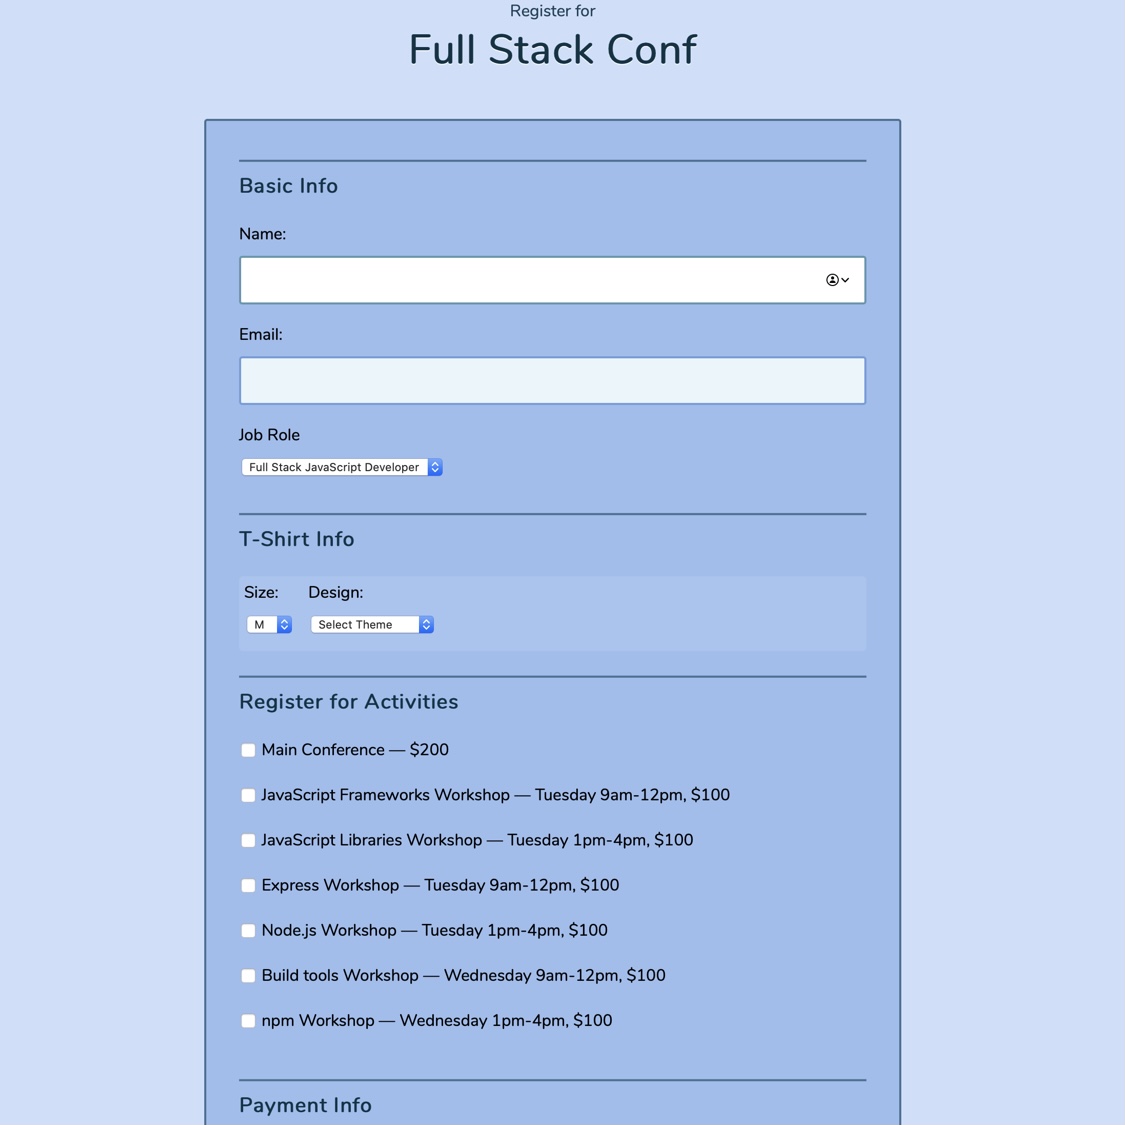 Register for
Full Stack Conf
Basic Info
Name:
Email:
Job Role
Full Stack JavaScript Developer
T-Shirt Info
Size: Design:
M Select Theme
Register for Activities
Main Conference — $200
JavaScript Frameworks Workshop — Tuesday 9am-12pm, $100
JavaScript Libraries Workshop — Tuesday 1pm-4pm, $100
Express Workshop — Tuesday 9am-12pm, $100
Node.js Workshop — Tuesday 1pm-4pm, $100
Build tools Workshop — Wednesday 9am-12pm, $100
npm Workshop — Wednesday 1pm-4pm, $100
Payment Info